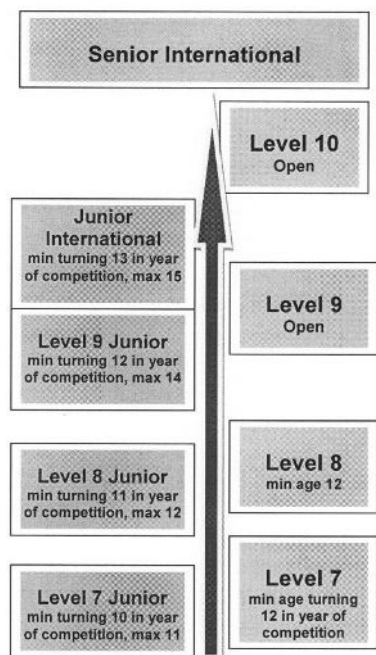 Senior International
Level 10
Open
Junior
International
min turning 13 in year
of competition, max 15
Level 9
Open
Level 9 Junior
min turning 12 in year
of competition, max 14
Level 8 Junior
min turning 11 in year
of competition, max 12
Level 8
min age 12
Level 7 Junior
min turning 10 in year
of competition, max 11
Level 7
min age turning
12 in year of
competition